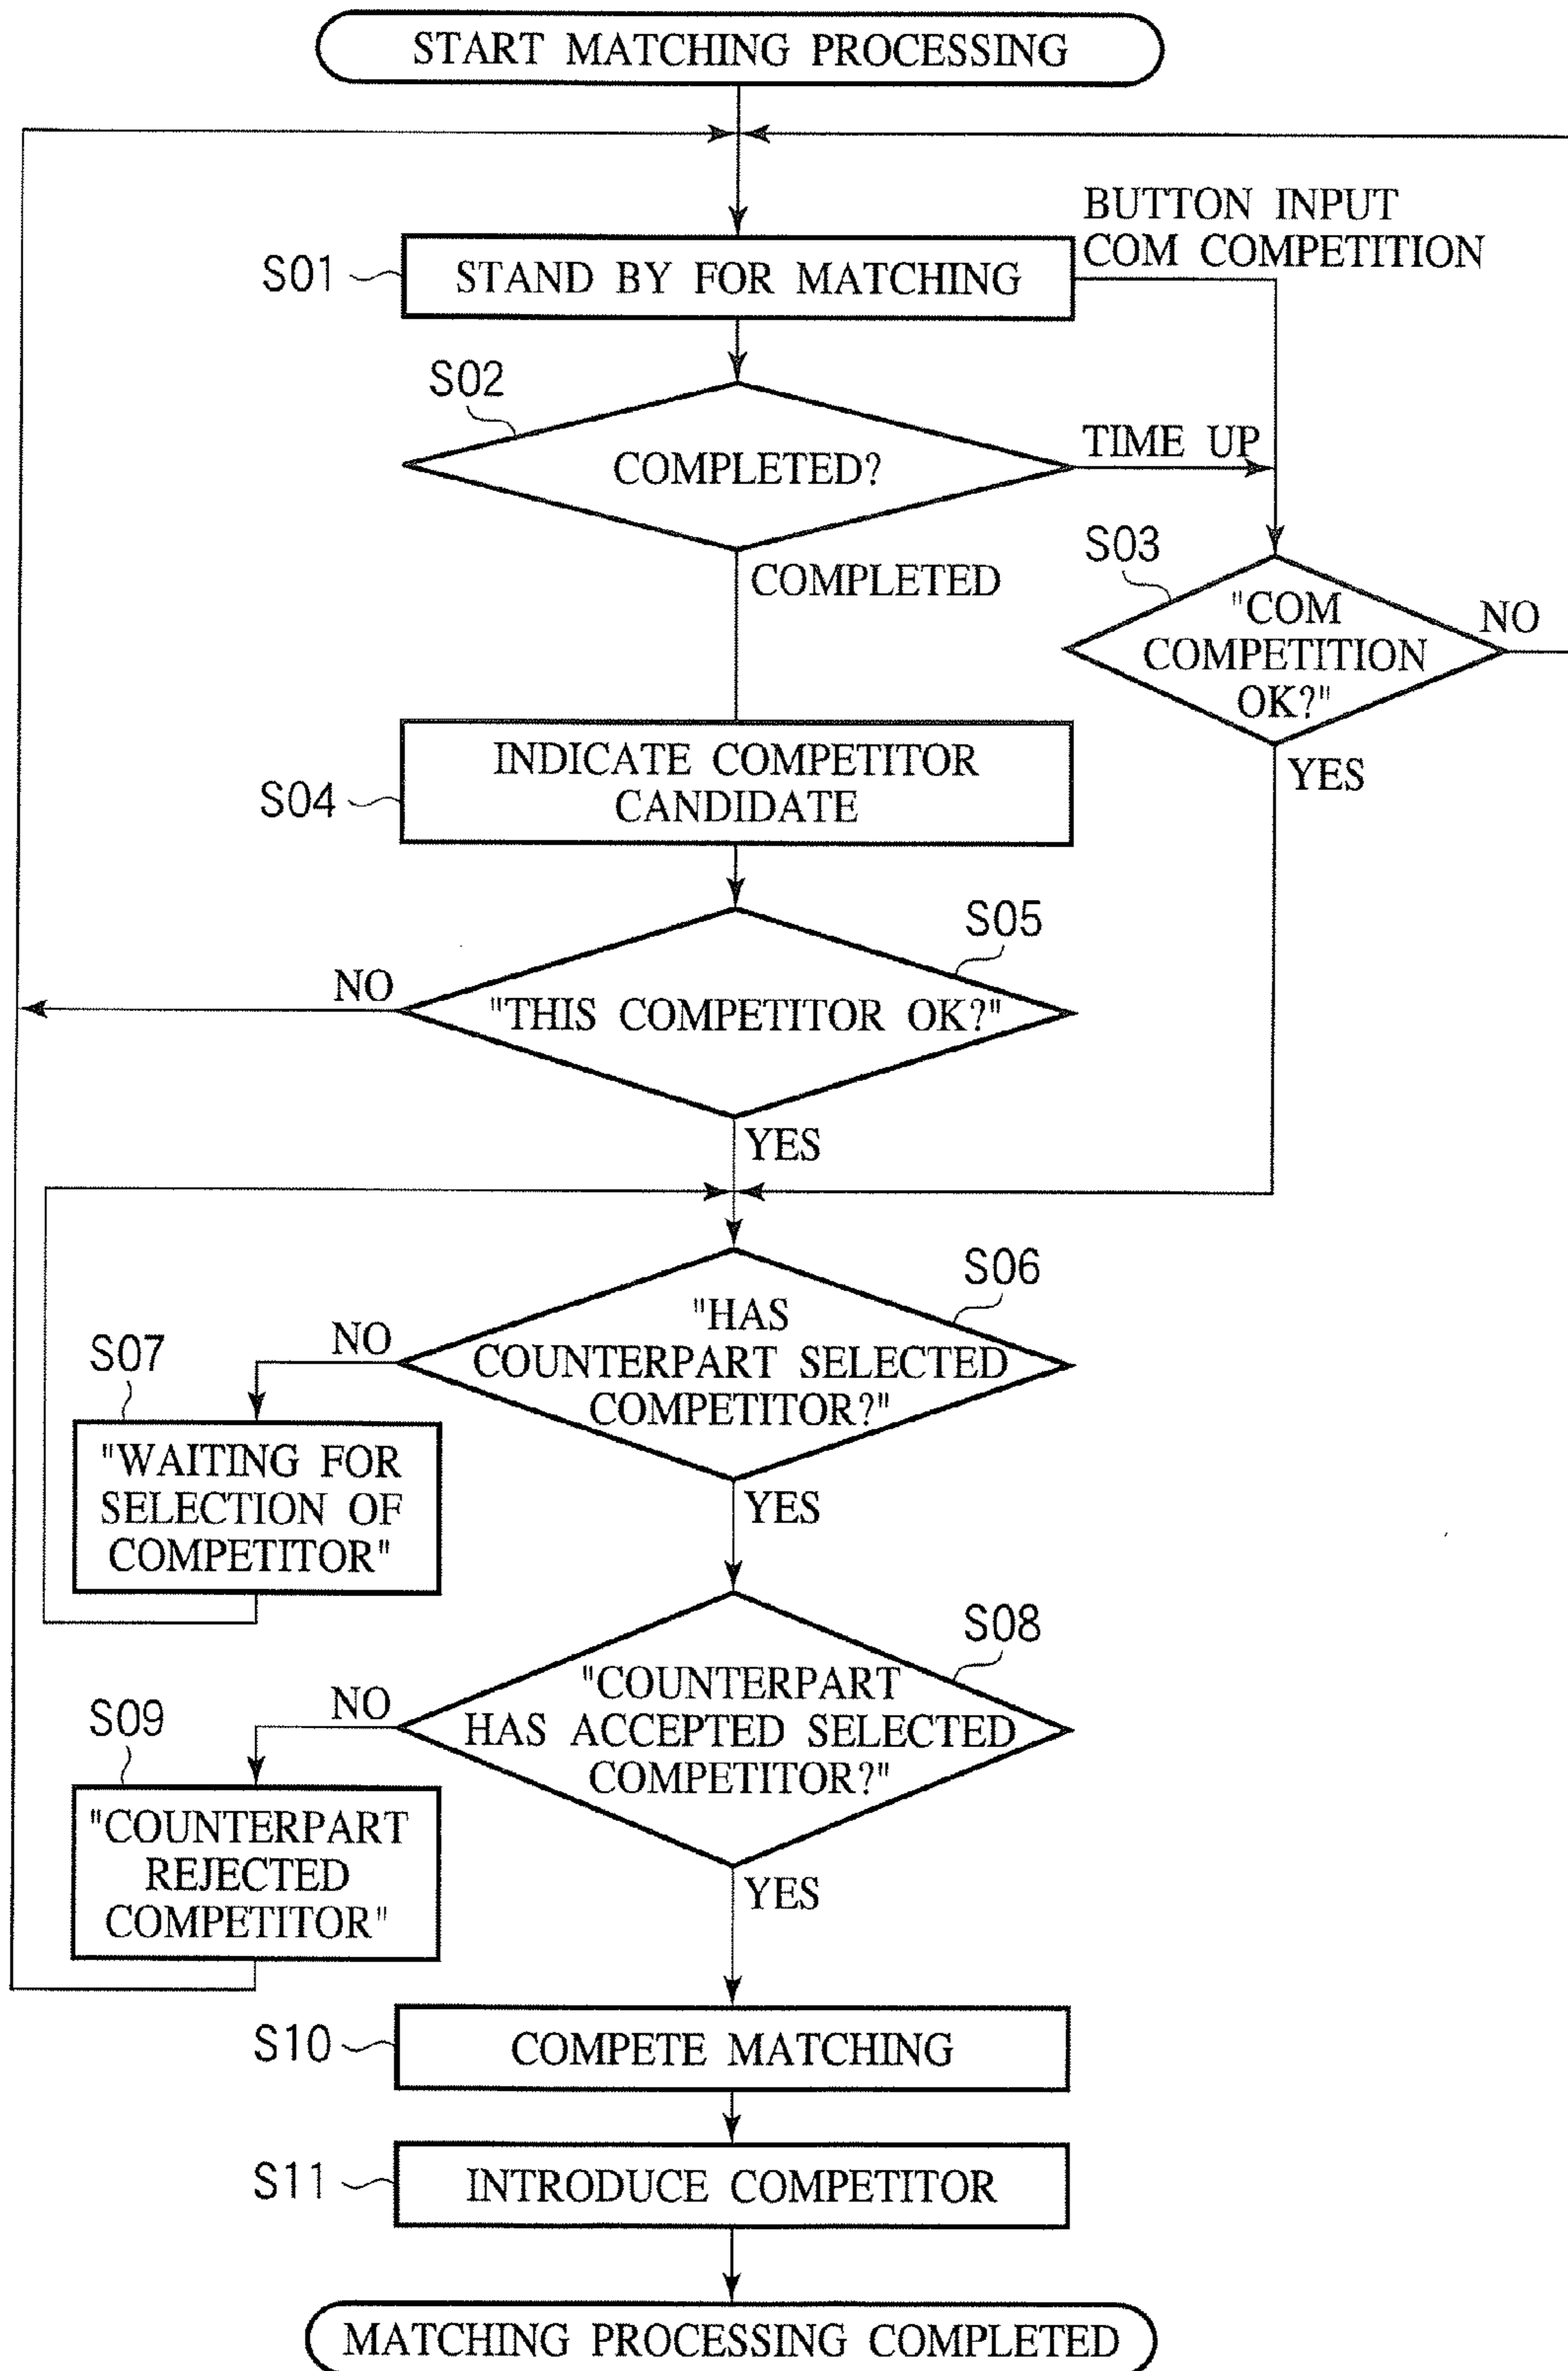 START MATCHING PROCESSING
BUTTON INPUT
COM COMPETITION
S01
STAND BY FOR MATCHING
S02
COMPLETED?
TIME UP
COMPLETED
S03
"COM
COMPETITION
OK?"
NO
YES
INDICATE COMPETITOR
CANDIDATE
S04
S05
NO
"THIS COMPETITOR OK?"
YES
S06
"HAS
COUNTERPART SELECTED
COMPETITOR?"
NO
S07
"WAITING FOR
SELECTION OF
COMPETITOR"
YES
S08
"COUNTERPART
HAS ACCEPTED SELECTED
COMPETITOR?"
NO
S09
"COUNTERPART
REJECTED
COMPETITOR"
YES
S10
COMPETE MATCHING
S11
INTRODUCE COMPETITOR
MATCHING PROCESSING COMPLETED